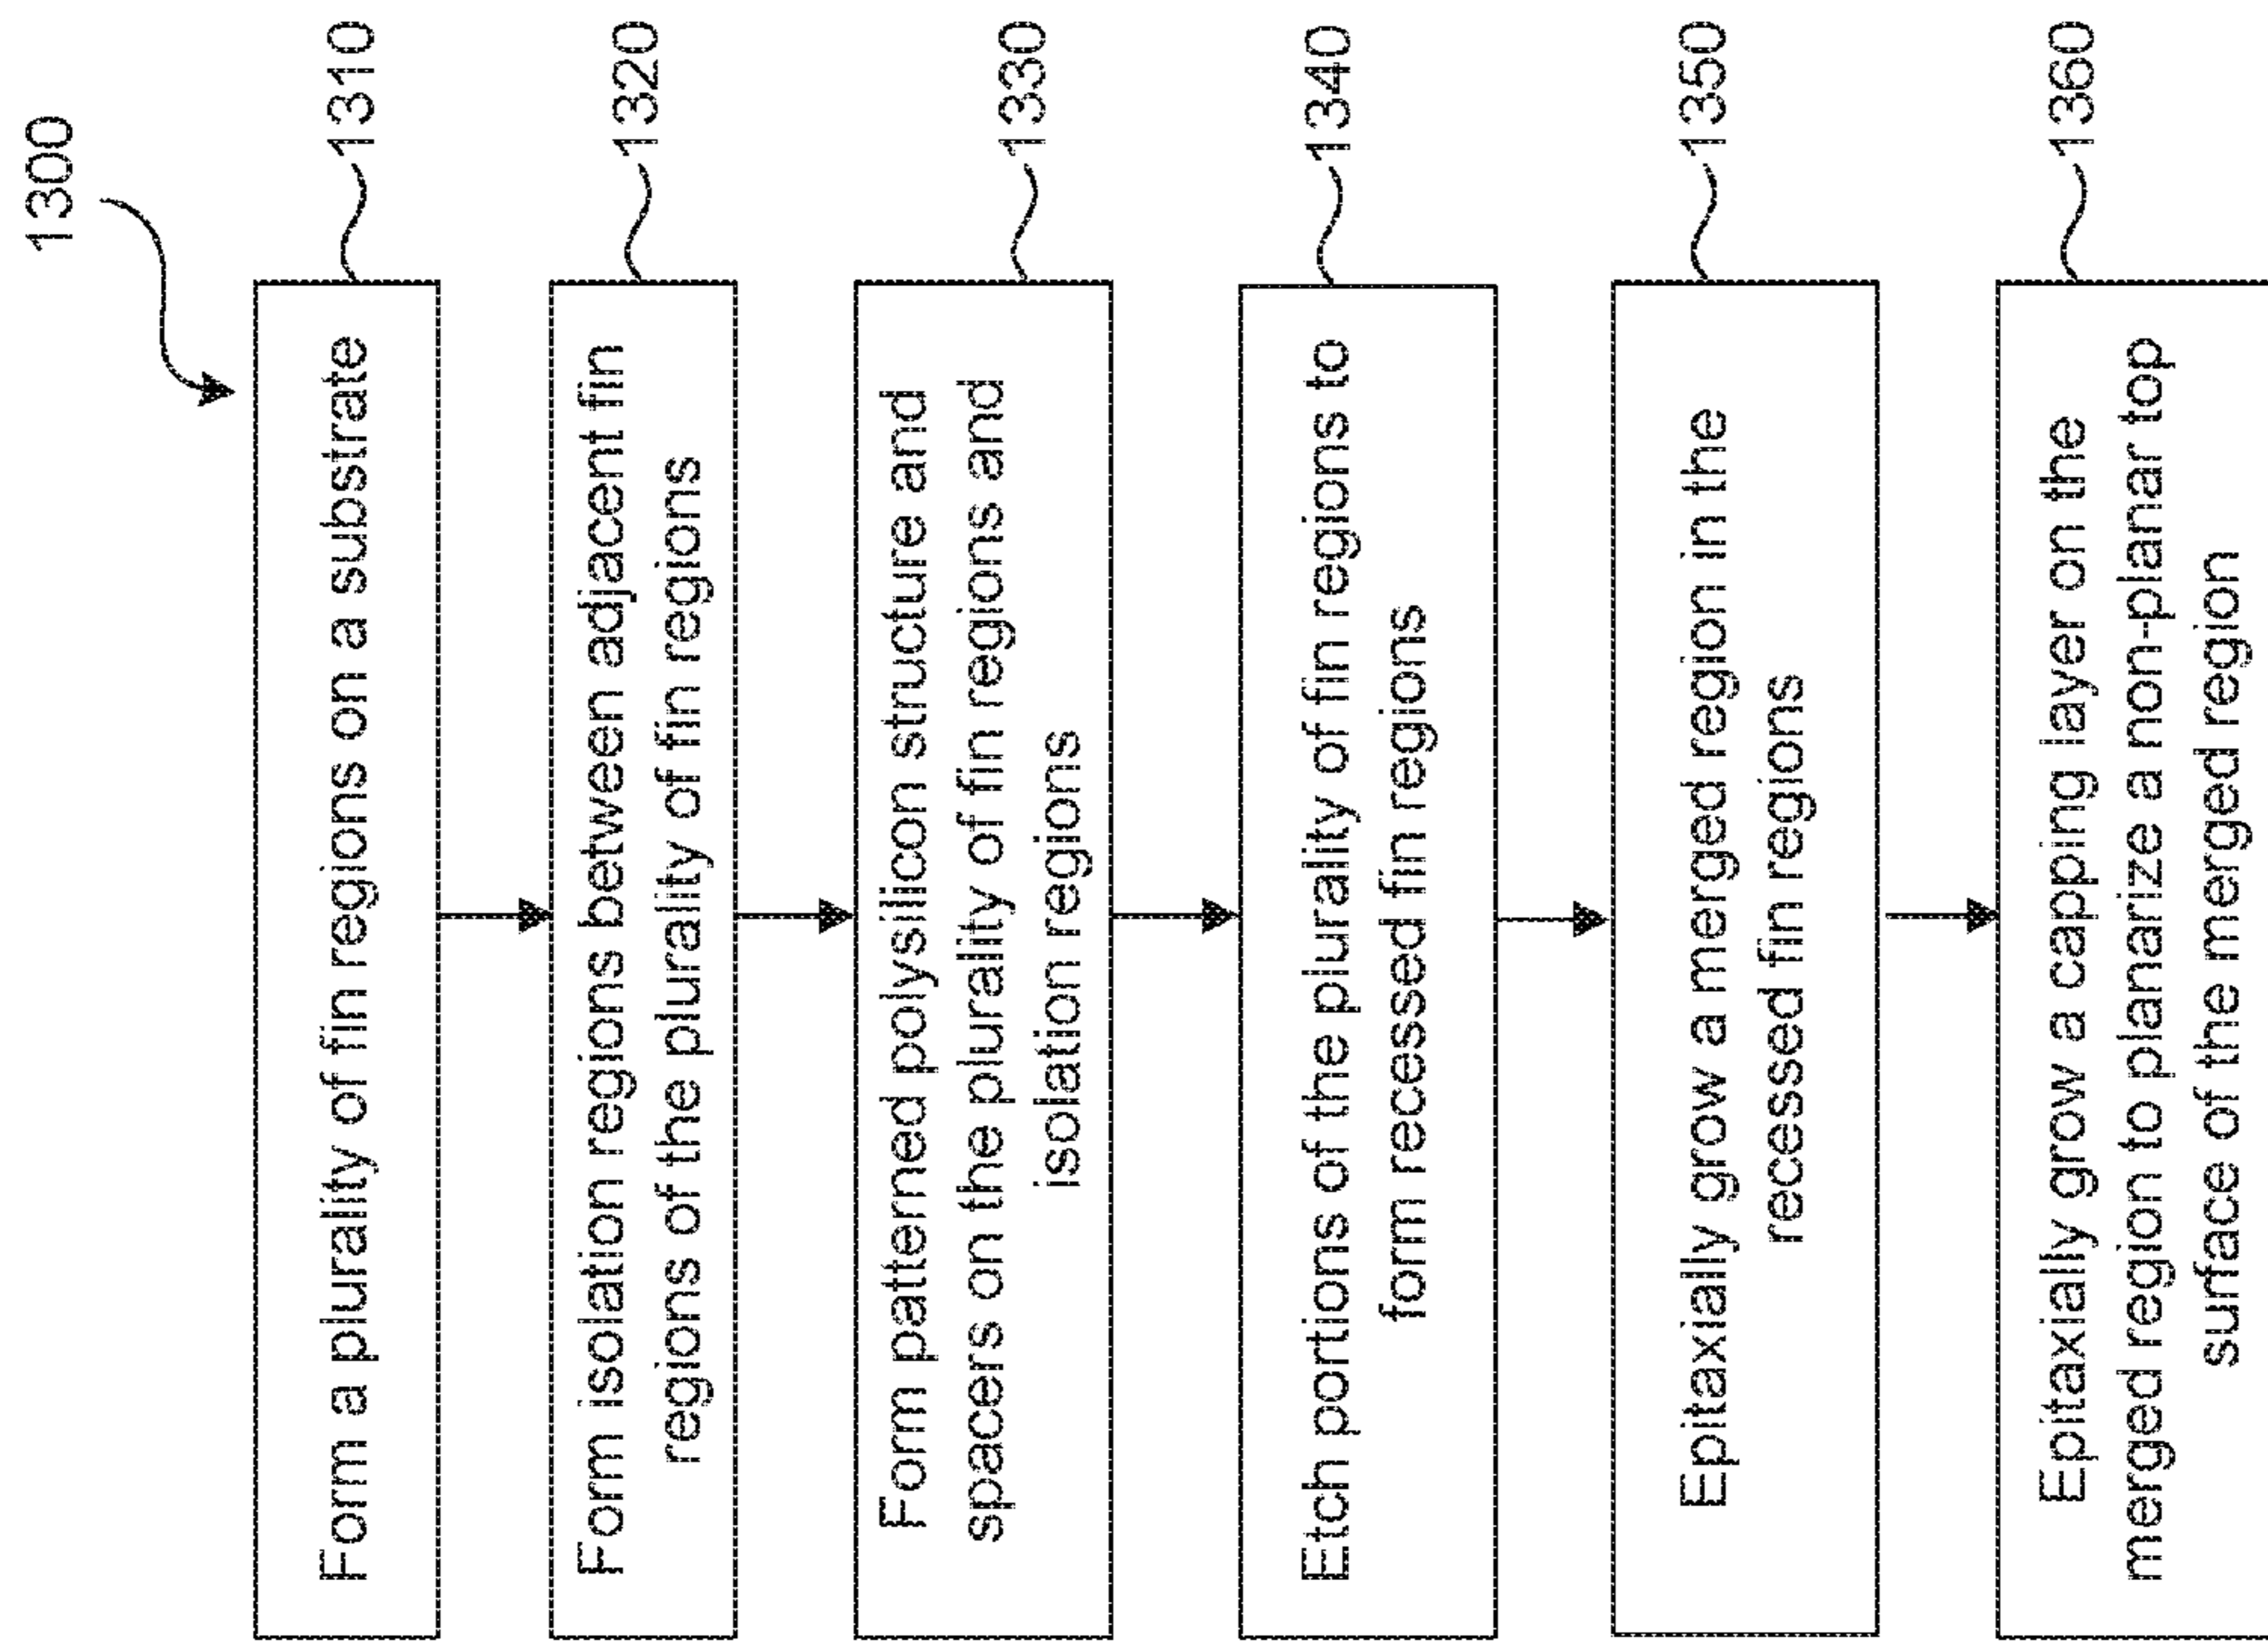 1300
Form a plurality of fin regions on a substrate
1310
Form isolation regions between adjacent fin
regions of the plurality of fin regions
1320
Form patterned polysilicon structure and
spacers on the plurality of fin regions and
isolation regions
1330
Etch portions of the plurality of fin regions to
form recessed fin regions
1340
Epitaxially grow a merged region in the
recessed fin regions
1350
Epitaxially grow a capping layer on the
merged region to planarize a non-planar top
surface of the merged region
1360